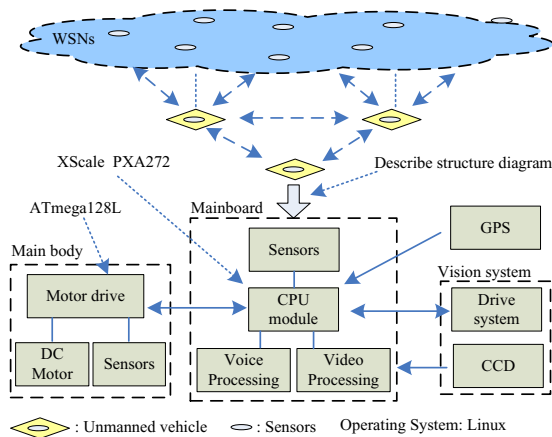 WSNs
XScale PXA272
Describe structure diagram
ATmega128L
Mainboard
Main body
Sensors
GPS
Vision system
Motor drive
CPU
module
Drive
system
DC
Motor
Sensors
Voice
Processing
Video
Processing
CCD
: Unmanned vehicle
: Sensors
Operating System: Linux